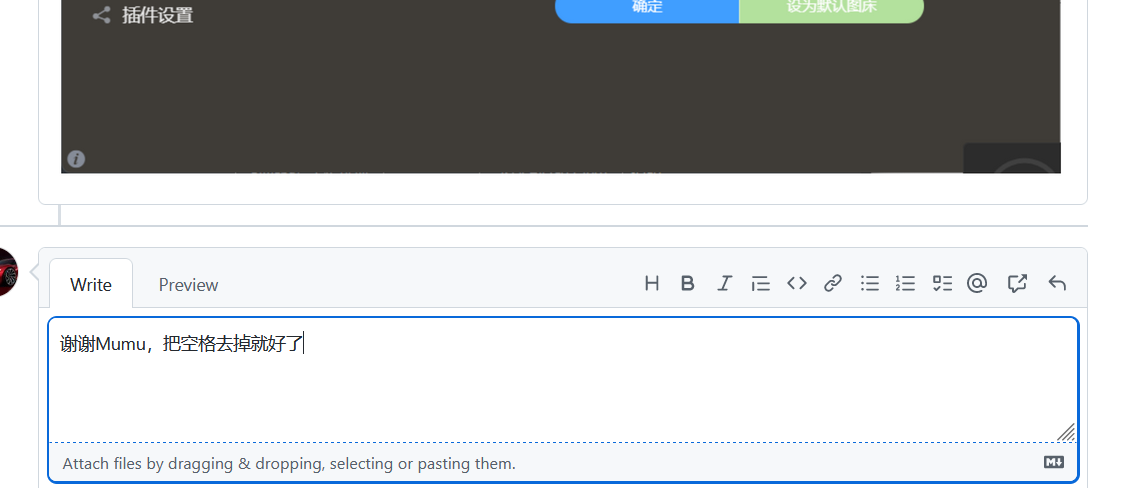 插件设置
确定
设为默认图床
Write
Preview
谢谢Mumu，把空格去掉就好了
Attach files by dragging & dropping, selecting or pasting them.